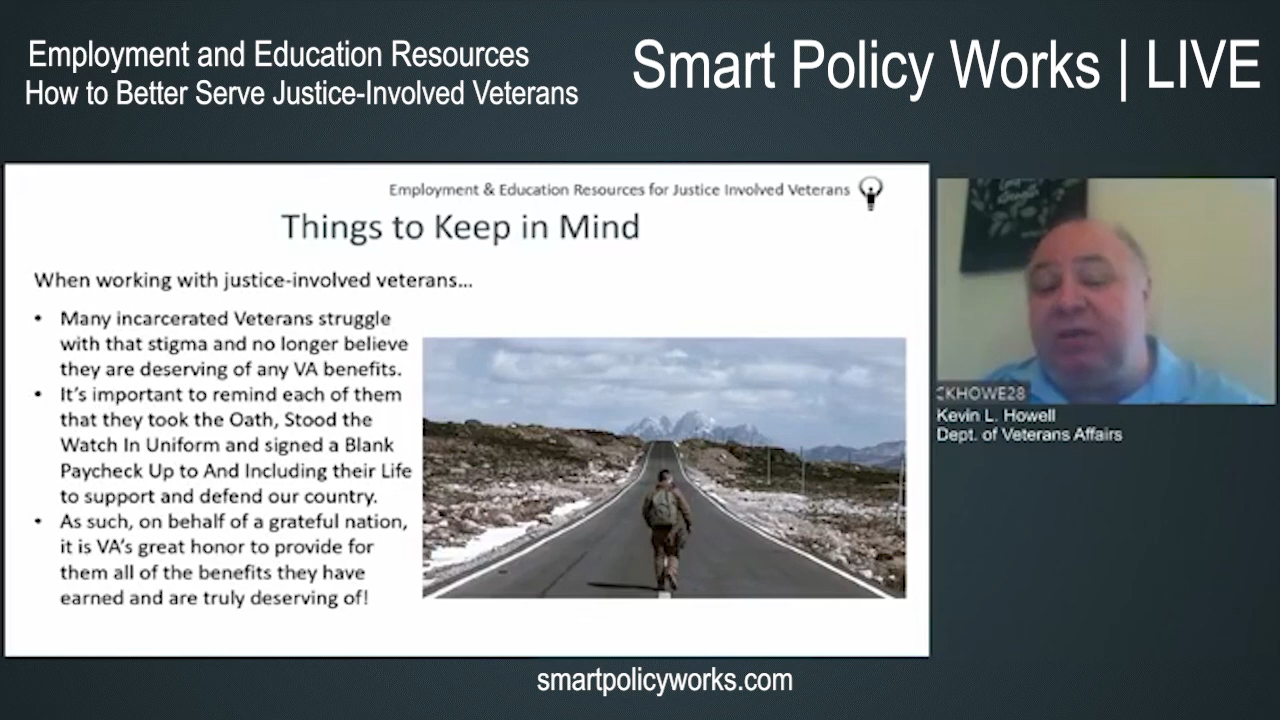 Employment and Education Resources
How to Better Serve Justice-Involved Veterans
Smart Policy Works | LIVE
Employment & Education Resources for Justice Involved Veterans
Things to Keep in Mind
When working with justice-involved veterans...
• Many incarcerated Veterans struggle
with that stigma and no longer believe
they are deserving of any VA benefits.
• It's important to remind each of them
that they took the Oath, Stood the
Watch In Uniform and signed a Blank
Paycheck Up to And Including their Life
to support and defend our country.
• As such, on behalf of a grateful nation,
it is VA's great honor to provide for
them all of the benefits they have
earned and are truly deserving of!
CKHOWE28
Kevin L. Howell
Dept. of Veterans Affairs
smartpolicyworks.com